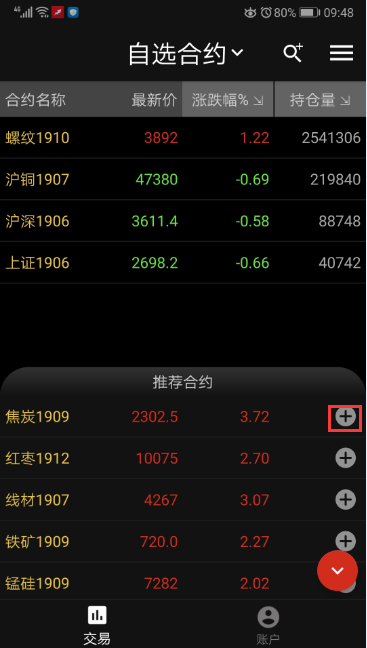 4G 80% 09:48
自选合约
合约名称 最新价 涨跌幅% 持仓量
螺纹1910 3892 1.22 2541306
沪铜1907 47380 -0.69 219840
沪深1906 3611.4 -0.58 88748
上证1906 2698.2 -0.66 40742
推荐合约
焦炭1909 2302.5 3.72
红枣1912 10075 2.70
线材1907 4267 3.07
铁矿1909 720.0 2.27
锰硅1909 7282 2.02
交易 账户